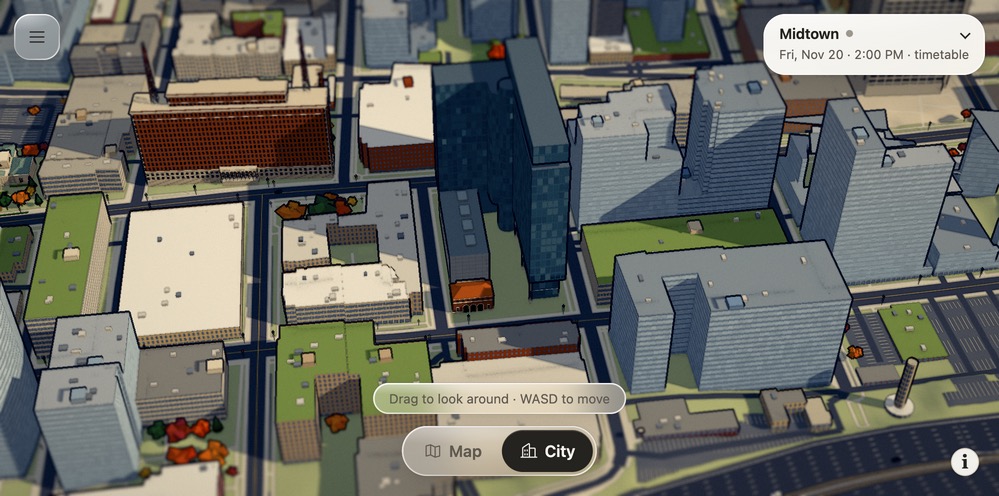 Midtown
Fri, Nov 20 · 2:00 PM · timetable
Drag to look around · WASD to move
Map
City
i